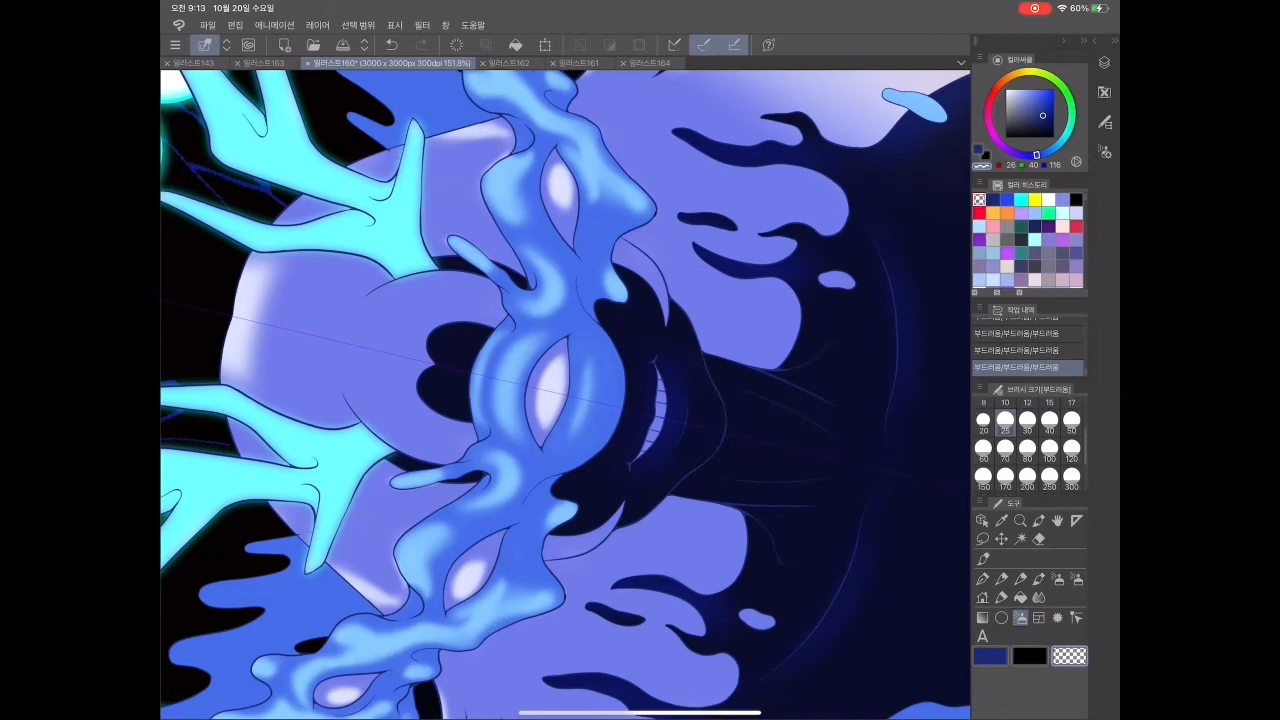 오전 9:13 10월 20일 수요일
60%
파일 편집 애니메이션 레이어 선택 범위 표시 필터 창 도움말
일러스트143 일러스트163 일러스트160* (3000 x 3000px 300dpi 151.8%) 일러스트162 일러스트161 일러스트164
컬러써클
26 40 116
컬러 히스토리
H S V
작업 내역
부드러움/부드러움/부드러움
부드러움/부드러움/부드러움
부드러움/부드러움/부드러움
브러시 크기[부드러움]
8 10 12 15 17
20 25 30 40 50
60 70 80 100 120
150 170 200 250 300
도구
A